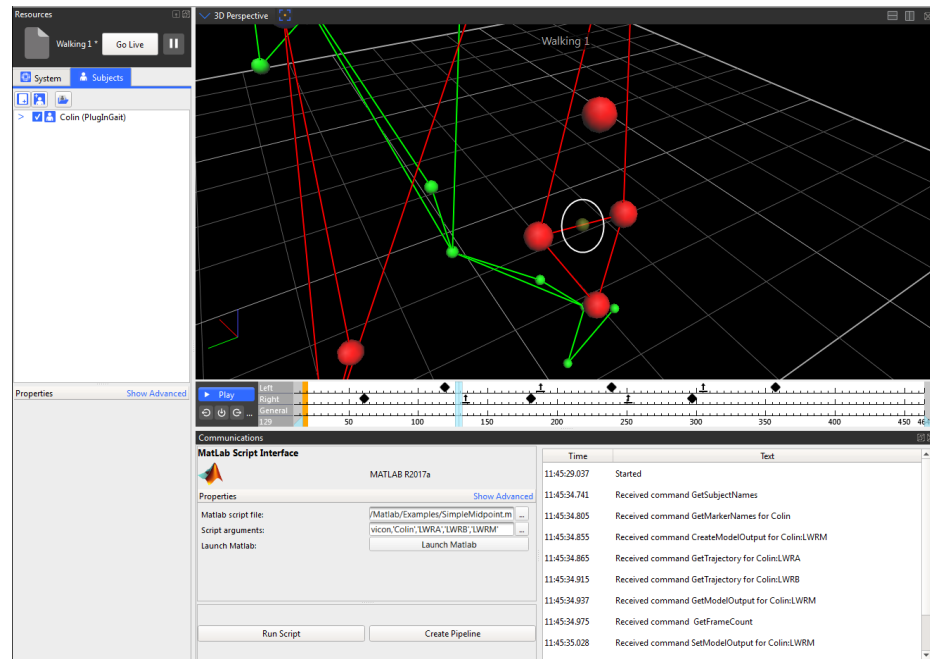 Resources
Walking 1 *
Go Live
System
Subjects
Colin (PlugInGait)
Properties
Show Advanced
3D Perspective
Walking 1
Play
Left
Right
General
129
50
100
150
200
250
300
350
400
450
Communications
MatLab Script Interface
MATLAB R2017a
Properties
Show Advanced
Matlab script file:
/Matlab/Examples/SimpleMidpoint.m
...
Script arguments:
vicon,'Colin','LWRA','LWRB','LWRM'
...
Launch Matlab:
Launch Matlab
Run Script
Create Pipeline
Time
Text
11:45:29.037
Started
11:45:34.741
Received command GetSubjectNames
11:45:34.805
Received command GetMarkerNames for Colin
11:45:34.855
Received command CreateModelOutput for Colin:LWRM
11:45:34.865
Received command GetTrajectory for Colin:LWRA
11:45:34.915
Received command GetTrajectory for Colin:LWRB
11:45:34.937
Received command GetModelOutput for Colin:LWRM
11:45:34.975
Received command GetFrameCount
11:45:35.028
Received command SetModelOutput for Colin:LWRM